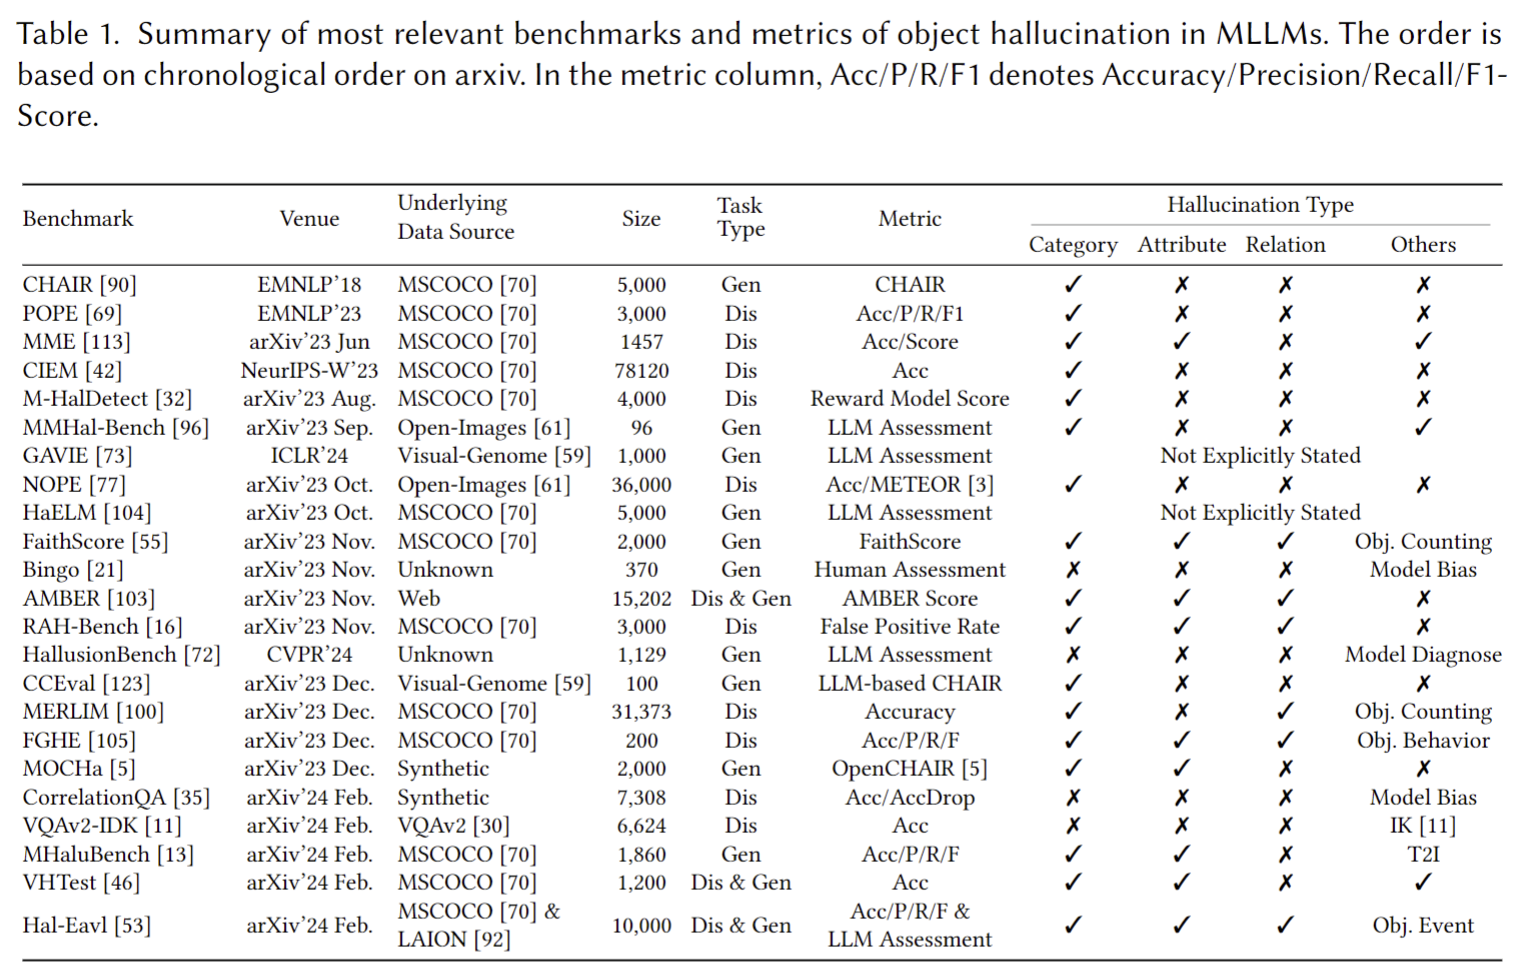 Table 1. Summary of most relevant benchmarks and metrics of object hallucination in MLLMs. The order is
based on chronological order on arxiv. In the metric column, Acc/P/R/F1 denotes Accuracy/Precision/Recall/F1-
Score.
Benchmark Venue Underlying Data Source Size Task Type Metric Hallucination Type
Category Attribute Relation Others
CHAIR [90] EMNLP’18 MSCOCO [70] 5,000 Gen CHAIR ✓ ✗ ✗ ✗
POPE [69] EMNLP’23 MSCOCO [70] 3,000 Dis Acc/P/R/F1 ✓ ✗ ✗ ✗
MME [113] arXiv’23 Jun MSCOCO [70] 1457 Dis Acc/Score ✓ ✓ ✗ ✓
CIEM [42] NeurIPS-W’23 MSCOCO [70] 78120 Dis Acc ✓ ✗ ✗ ✗
M-HalDetect [32] arXiv’23 Aug. MSCOCO [70] 4,000 Dis Reward Model Score ✓ ✗ ✗ ✗
MMHal-Bench [96] arXiv’23 Sep. Open-Images [61] 96 Gen LLM Assessment ✓ ✗ ✗ ✓
GAVIE [73] ICLR’24 Visual-Genome [59] 1,000 Gen LLM Assessment Not Explicitly Stated
NOPE [77] arXiv’23 Oct. Open-Images [61] 36,000 Dis Acc/METEOR [3] ✓ ✗ ✗ ✗
HaELM [104] arXiv’23 Oct. MSCOCO [70] 5,000 Gen LLM Assessment Not Explicitly Stated
FaithScore [55] arXiv’23 Nov. MSCOCO [70] 2,000 Gen FaithScore ✓ ✓ ✓ Obj. Counting
Bingo [21] arXiv’23 Nov. Unknown 370 Gen Human Assessment ✗ ✗ ✗ Model Bias
AMBER [103] arXiv’23 Nov. Web 15,202 Dis & Gen AMBER Score ✓ ✓ ✓ ✗
RAH-Bench [16] arXiv’23 Nov. MSCOCO [70] 3,000 Dis False Positive Rate ✓ ✓ ✓ ✗
HallusionBench [72] CVPR’24 Unknown 1,129 Gen LLM Assessment ✗ ✗ ✗ Model Diagnose
CCEval [123] arXiv’23 Dec. Visual-Genome [59] 100 Gen LLM-based CHAIR ✓ ✗ ✗ ✗
MERLIM [100] arXiv’23 Dec. MSCOCO [70] 31,373 Dis Accuracy ✓ ✗ ✓ Obj. Counting
FGHE [105] arXiv’23 Dec. MSCOCO [70] 200 Dis Acc/P/R/F ✓ ✓ ✓ Obj. Behavior
MOCHa [5] arXiv’23 Dec. Synthetic 2,000 Gen OpenCHAIR [5] ✓ ✓ ✗ ✗
CorrelationQA [35] arXiv’24 Feb. Synthetic 7,308 Dis Acc/AccDrop ✗ ✗ ✗ Model Bias
VQAv2-IDK [11] arXiv’24 Feb. VQAv2 [30] 6,624 Dis Acc ✗ ✗ ✗ IK [11]
MHaluBench [13] arXiv’24 Feb. MSCOCO [70] 1,860 Gen Acc/P/R/F ✓ ✓ ✗ T2I
VHTest [46] arXiv’24 Feb. MSCOCO [70] 1,200 Dis & Gen Acc ✓ ✓ ✗ ✓
Hal-Eavl [53] arXiv’24 Feb. MSCOCO [70] & LAION [92] 10,000 Dis & Gen Acc/P/R/F & LLM Assessment ✓ ✓ ✓ Obj. Event